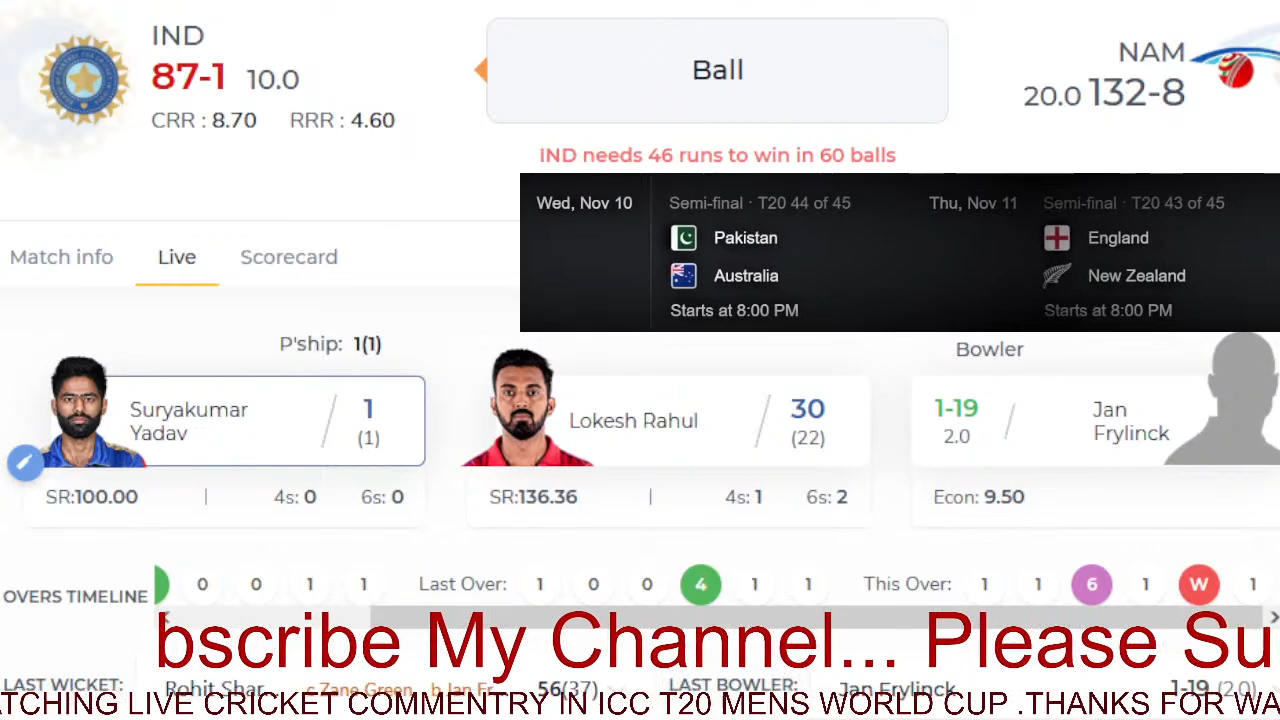 IND
87-1 10.0
CRR : 8.70 RRR : 4.60
Ball
NAM
20.0 132-8
IND needs 46 runs to win in 60 balls
Wed, Nov 10
Semi-final · T20 44 of 45
Pakistan
Australia
Starts at 8:00 PM
Thu, Nov 11
Semi-final · T20 43 of 45
England
New Zealand
Starts at 8:00 PM
Match info Live Scorecard
P'ship: 1(1)
Suryakumar
Yadav
1
(1)
SR:100.00 | 4s: 0 6s: 0
Lokesh Rahul
30
(22)
SR:136.36 | 4s: 1 6s: 2
Bowler
1-19
2.0
Jan
Frylinck
Econ: 9.50
OVERS TIMELINE 0 0 1 1 Last Over: 1 0 0 4 1 1 This Over: 1 1 6 1 W 1
bscribe My Channel... Please Su
LAST WICKET: Rohit Shar... c Zane Green b Jan Fr 56(37) LAST BOWLER: Jan Frylinck 1-19 (2.0)
ATCHING LIVE CRICKET COMMENTRY IN ICC T20 MENS WORLD CUP .THANKS FOR WA